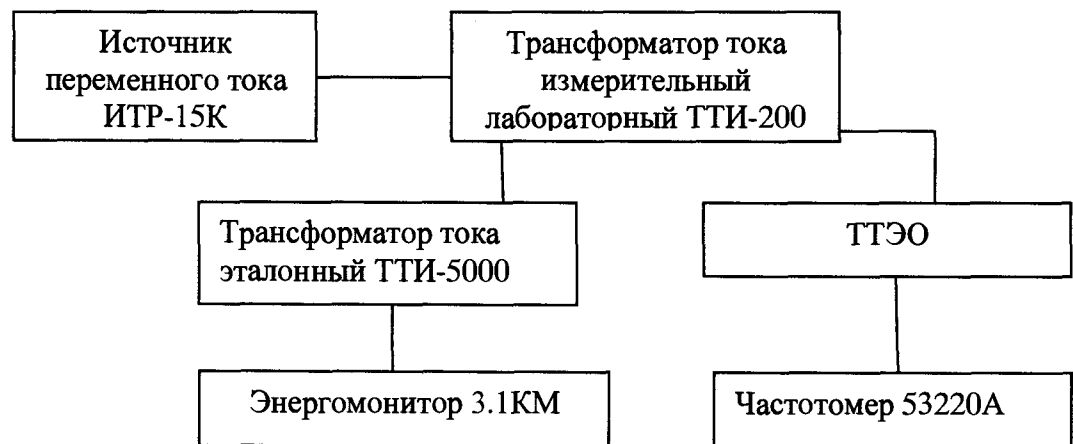 Источник
переменного тока
ИТР-15К
Трансформатор тока
измерительный
лабораторный ТТИ-200
Трансформатор тока
эталонный ТТИ-5000
ТТЭО
Энергомонитор 3.1КМ
Частотомер 53220А